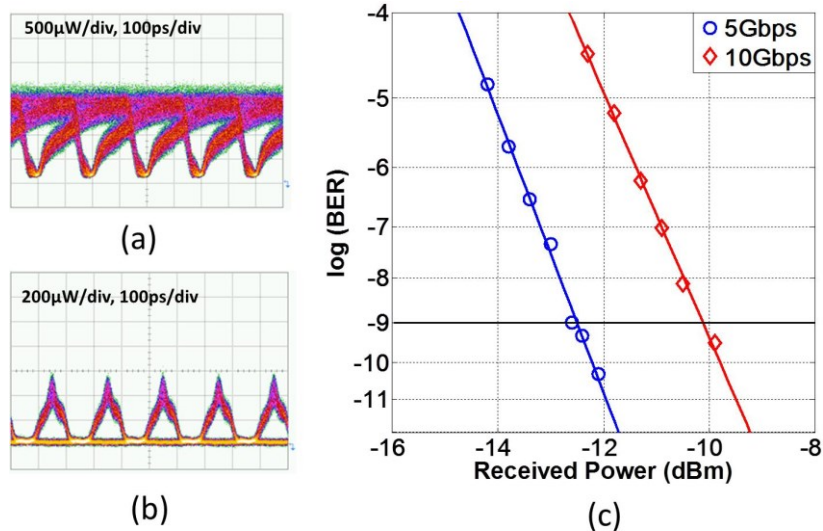 500µW/div, 100ps/div
(a)
200µW/div, 100ps/div
(b)
5Gbps
10Gbps
log (BER)
-4
-5
-6
-7
-8
-9
-10
-11
-16
-14
-12
-10
-8
Received Power (dBm)
(c)